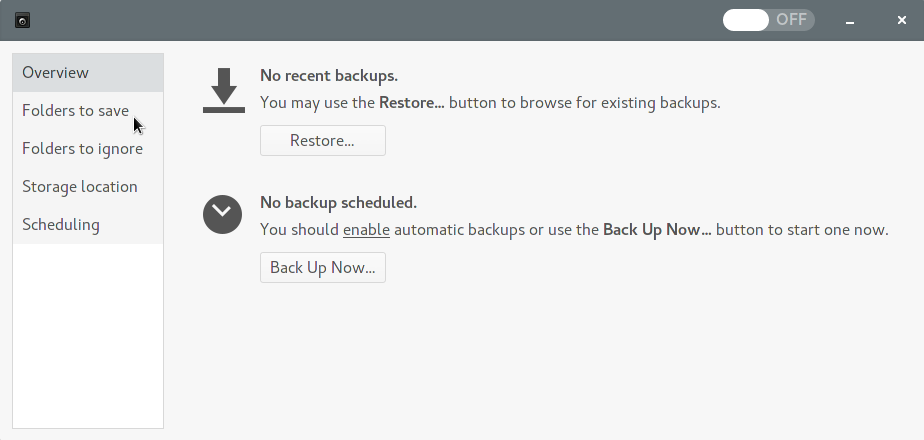 OFF
Overview
Folders to save
Folders to ignore
Storage location
Scheduling
No recent backups.
You may use the Restore... button to browse for existing backups.
Restore...
No backup scheduled.
You should enable automatic backups or use the Back Up Now... button to start one now.
Back Up Now...